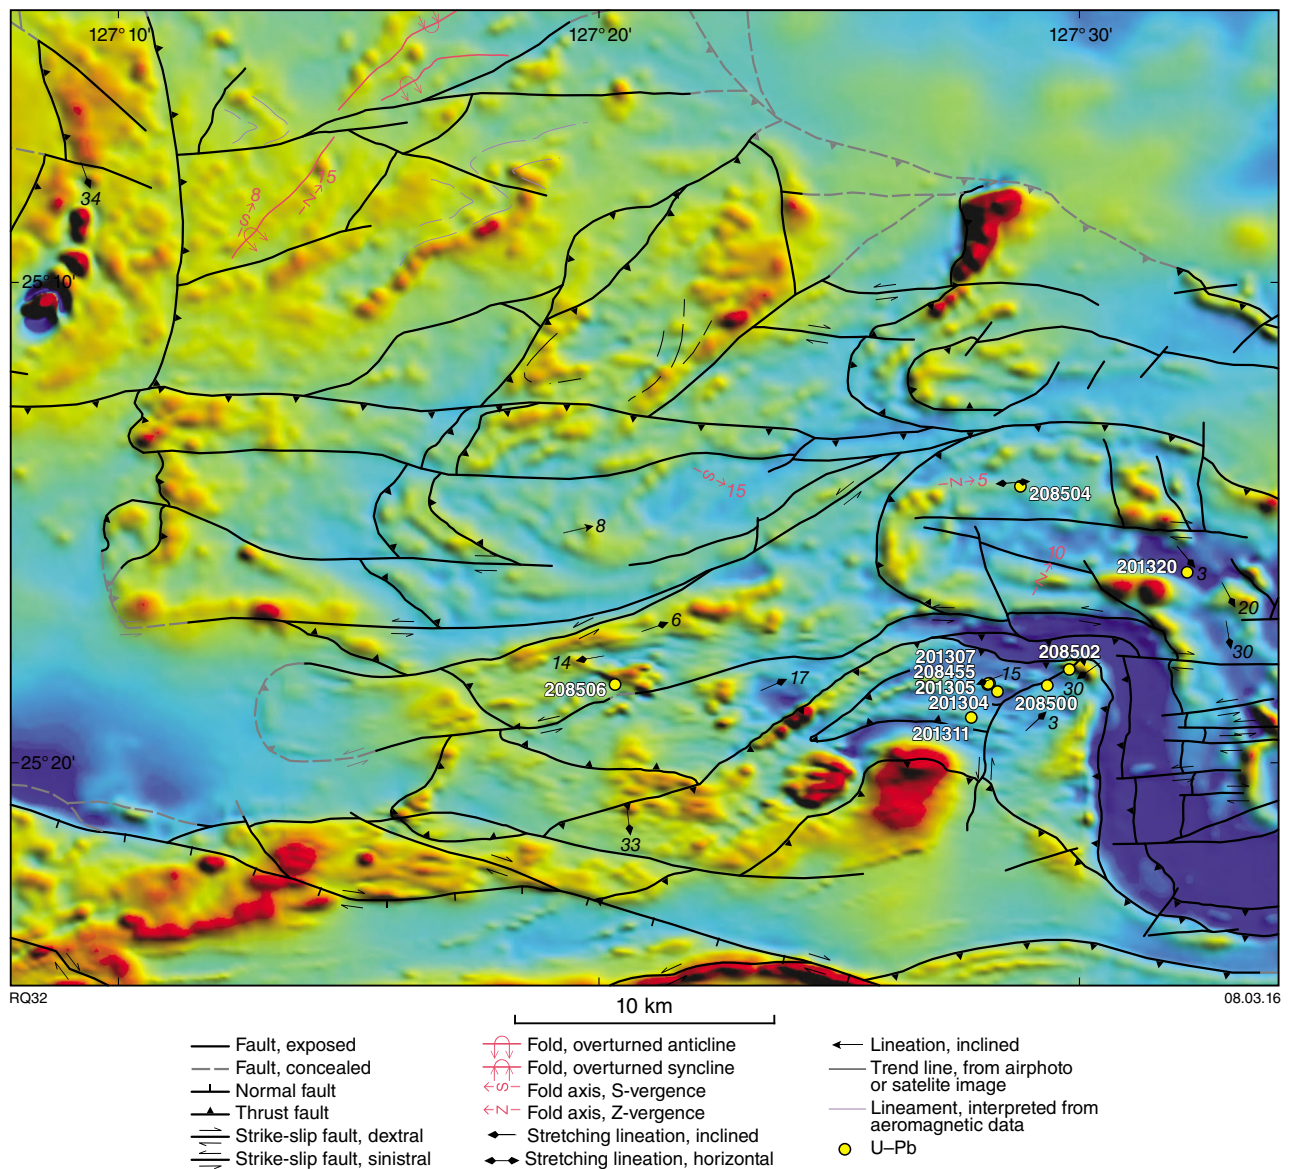 127°10'
127°20'
127°30'
34
S→8
N→15
25°10'
S→15
Z→5
208504
8
N→10
201320
3
20
6
30
14
208506
17
201307
208455
201305
201304
201311
15
208502
30
208500
3
25°20'
33
RQ32
08.03.16
10 km
Fault, exposed
Fault, concealed
Normal fault
Thrust fault
Strike-slip fault, dextral
Strike-slip fault, sinistral
Fold, overturned anticline
Fold, overturned syncline
←S– Fold axis, S-vergence
←Z– Fold axis, Z-vergence
Stretching lineation, inclined
Stretching lineation, horizontal
Lineation, inclined
Trend line, from airphoto
or satelite image
Lineament, interpreted from
aeromagnetic data
U–Pb